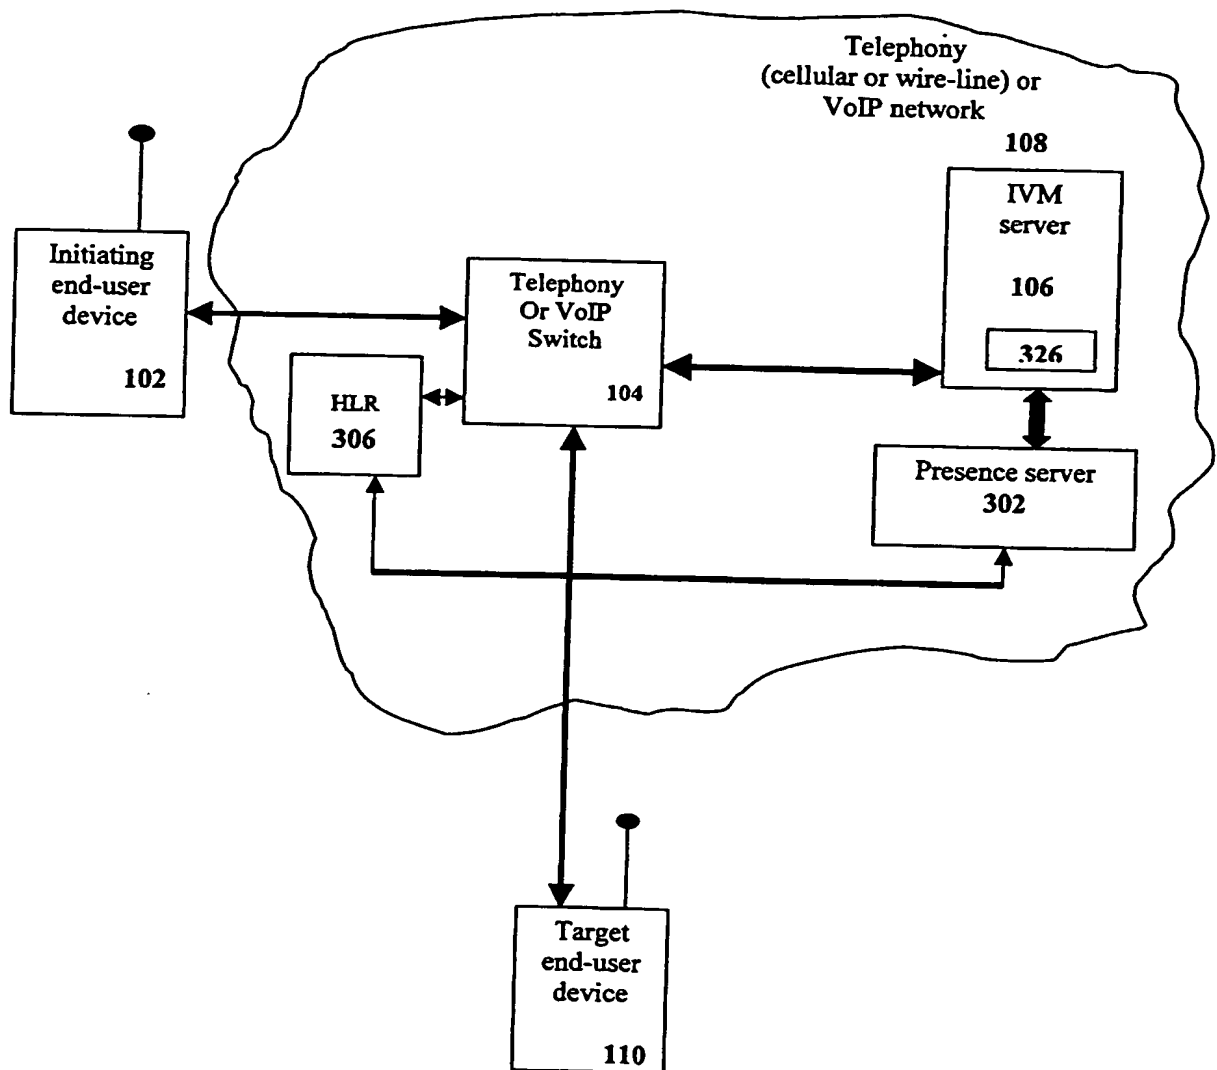 Telephony
(cellular or wire-line) or
VoIP network
108
IVM
server
106
326
Initiating
end-user
device
102
Telephony
Or VoIP
Switch
104
HLR
306
Presence server
302
Target
end-user
device
110